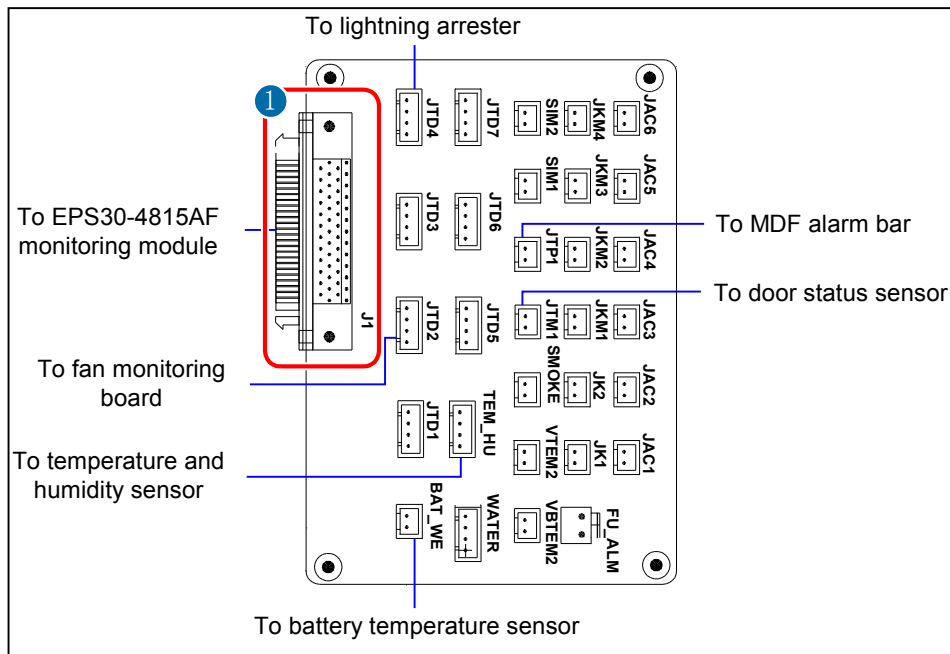 To lightning arrester
1
JTD4
JTD7
SIM2
JKM4
JAC6
To EPS30-4815AF
monitoring module
JTD3
JTD6
SIM1
JKM3
JAC5
JTP1
JKM2
JAC4
To MDF alarm bar
To door status sensor
J1
JTD2
JTD5
JTM1
JKM1
JAC3
To fan monitoring
board
SMOKE
JK2
JAC2
To temperature and
humidity sensor
JTD1
TEM_HU
VTEM2
JK1
JAC1
BAT_WE
WATER
VBTEM2
FU_ALM
To battery temperature sensor